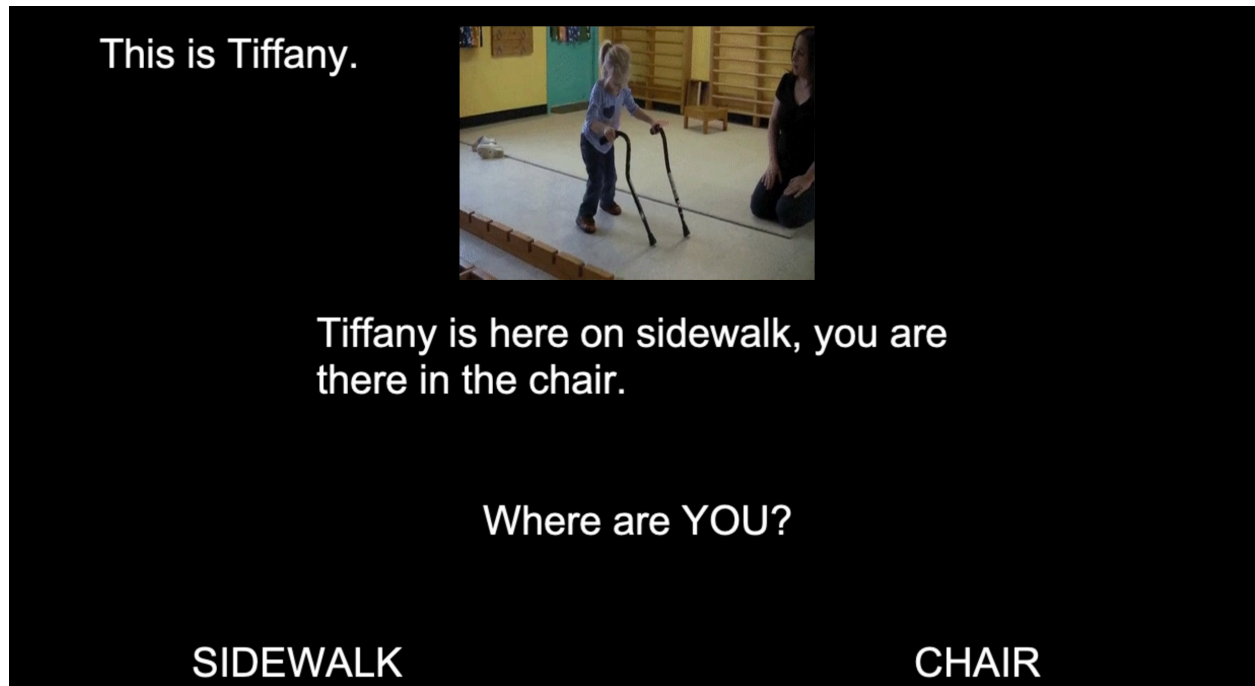 This is Tiffany.
Tiffany is here on sidewalk, you are
there in the chair.
Where are YOU?
SIDEWALK
CHAIR